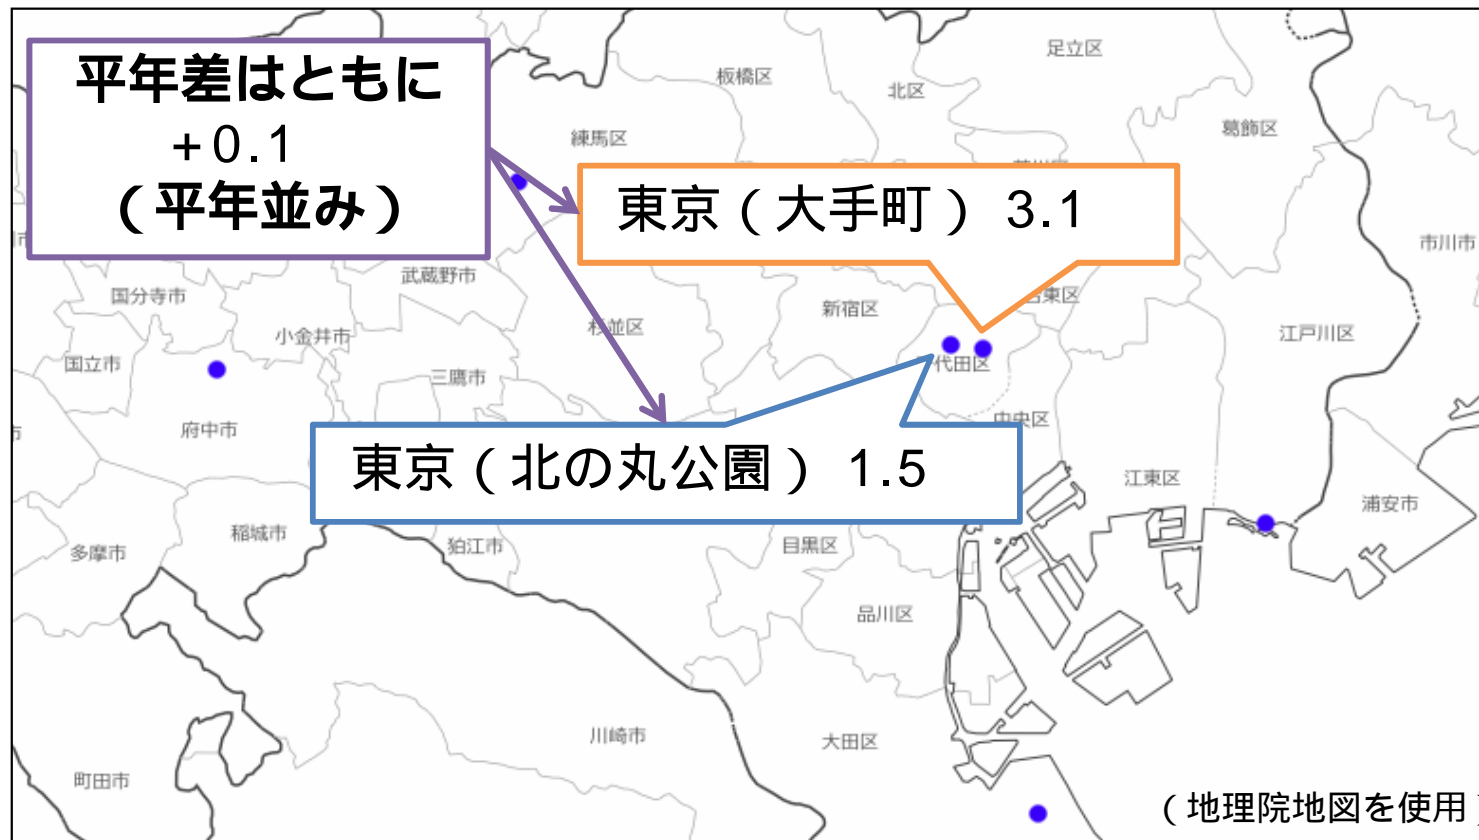 平年差はともに
+0.1
(平年並み)
東京(大手町) 3.1
東京(北の丸公園) 1.5
足立区
板橋区
北区
葛飾区
練馬区
市川市
武蔵野市
国分寺市
新宿区
杉並区
小金井市
江戸川区
国立市
三鷹市
代田区
府中市
中央区
江東区
浦安市
稲城市
多摩市
狛江市
目黒区
品川区
川崎市
大田区
町田市
(地理院地図を使用)